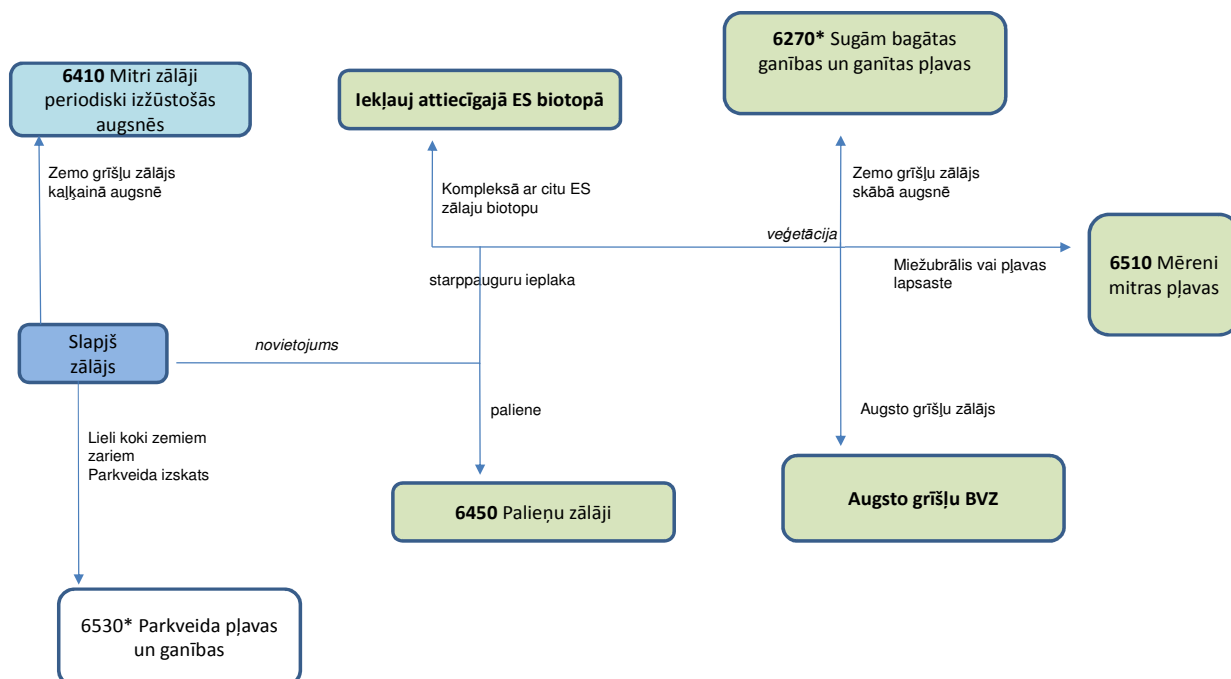 6270* Sugām bagātas
ganības un ganītas pļavas
6410 Mitri zālāji
periodiski izžūstošās
augsnēs
Iekļauj attiecīgajā ES biotopā
Zemo grīšļu zālājs
kaļķainā augsnē
Kompleksā ar citu ES
zālaju biotopu
Zemo grīšļu zālājs
skābā augsnē
veģetācija
starppauguru ieplaka
Miežubrālis vai pļavas
lapsaste
6510 Mēreni
mitras pļavas
Slapjš
zālājs
novietojums
paliene
Augsto grīšļu zālājs
Lieli koki zemiem
zariem
Parkveida izskats
6450 Palieņu zālāji
Augsto grīšļu BVZ
6530* Parkveida pļavas
un ganības